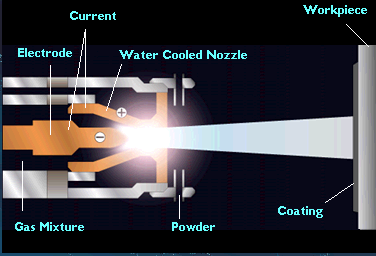 Workpiece
Current
Electrode
Water Cooled Nozzle
+
−
Gas Mixture
Powder
Coating